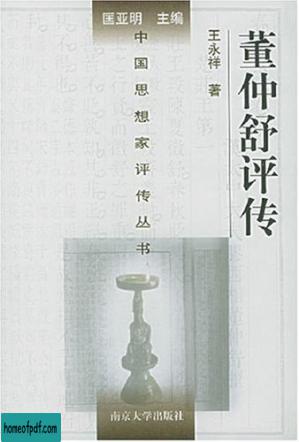 匡亚明 主编
中国思想家评传丛书
王永祥 著
董仲舒评传
南京大学出版社
homeofpdf.com